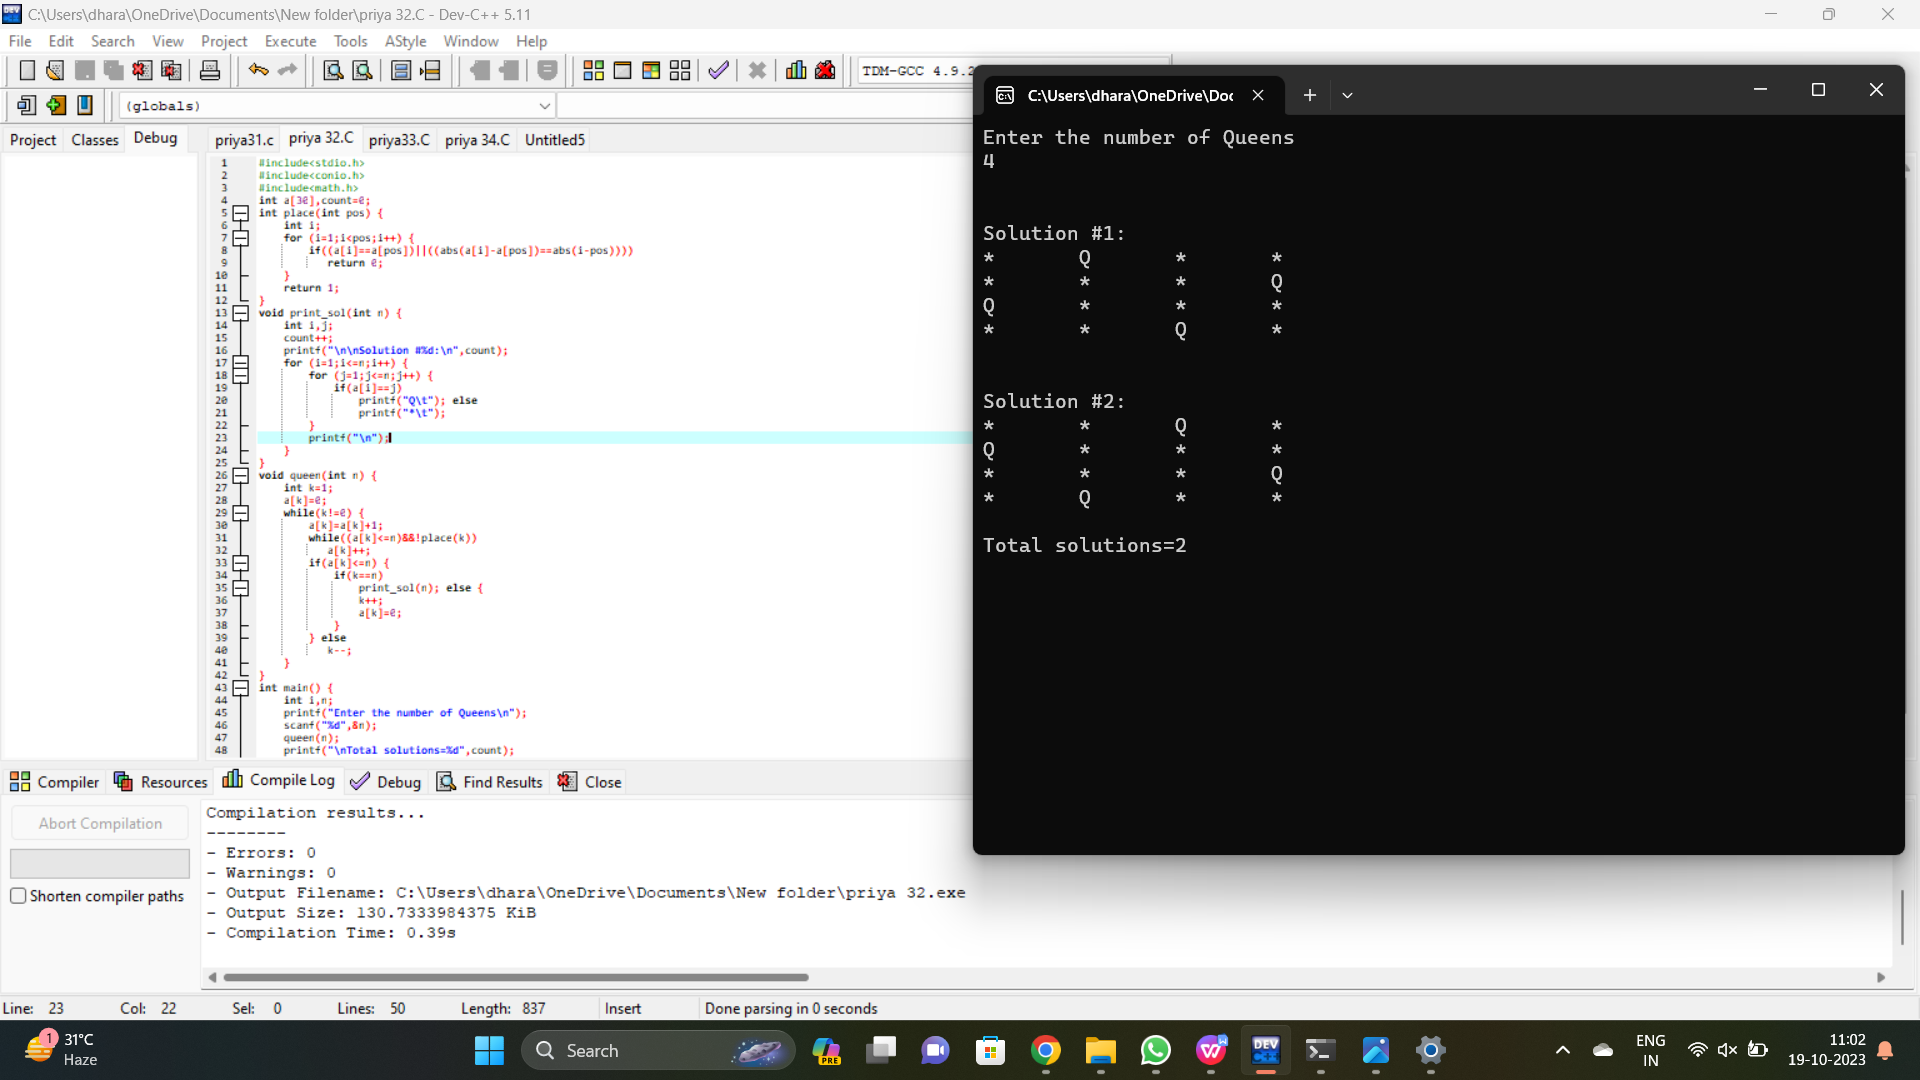 C:\Users\dhara\OneDrive\Documents\New folder\priya 32.C - Dev-C++ 5.11
File Edit Search View Project Execute Tools AStyle Window Help
TDM-GCC 4.9.2
(globals)
Project Classes Debug
priya31.c priya 32.C priya33.C priya 34.C Untitled5
1 #include<stdio.h>
2 #include<conio.h>
3 #include<math.h>
4 int a[30],count=0;
5 int place(int pos) {
6 int i;
7 for (i=1;i<pos;i++) {
8 if((a[i]==a[pos])||((abs(a[i]-a[pos])==abs(i-pos))))
9 return 0;
10 }
11 return 1;
12 }
13 void print_sol(int n) {
14 int i,j;
15 count++;
16 printf("\n\nSolution #%d:\n",count);
17 for (i=1;i<=n;i++) {
18 for (j=1;j<=n;j++) {
19 if(a[i]==j)
20 printf("Q\t"); else
21 printf("*\t");
22 }
23 printf("\n");
24 }
25 }
26 void queen(int n) {
27 int k=1;
28 a[k]=0;
29 while(k!=0) {
30 a[k]=a[k]+1;
31 while((a[k]<=n)&&!place(k))
32 a[k]++;
33 if(a[k]<=n) {
34 if(k==n)
35 print_sol(n); else {
36 k++;
37 a[k]=0;
38 }
39 } else
40 k--;
41 }
42 }
43 int main() {
44 int i,n;
45 printf("Enter the number of Queens\n");
46 scanf("%d",&n);
47 queen(n);
48 printf("\nTotal solutions=%d",count);
C:\Users\dhara\OneDrive\Doc
Enter the number of Queens
4
Solution #1:
* Q * *
* * * Q
Q * * *
* * Q *
Solution #2:
* * Q *
Q * * *
* * * Q
* Q * *
Total solutions=2
Compiler Resources Compile Log Debug Find Results Close
Abort Compilation
Shorten compiler paths
Compilation results...
--------
- Errors: 0
- Warnings: 0
- Output Filename: C:\Users\dhara\OneDrive\Documents\New folder\priya 32.exe
- Output Size: 130.7333984375 KiB
- Compilation Time: 0.39s
Line: 23 Col: 22 Sel: 0 Lines: 50 Length: 837 Insert Done parsing in 0 seconds
1
31°C
Haze
Search
PRE
DEV
C++
ENG
IN
11:02
19-10-2023